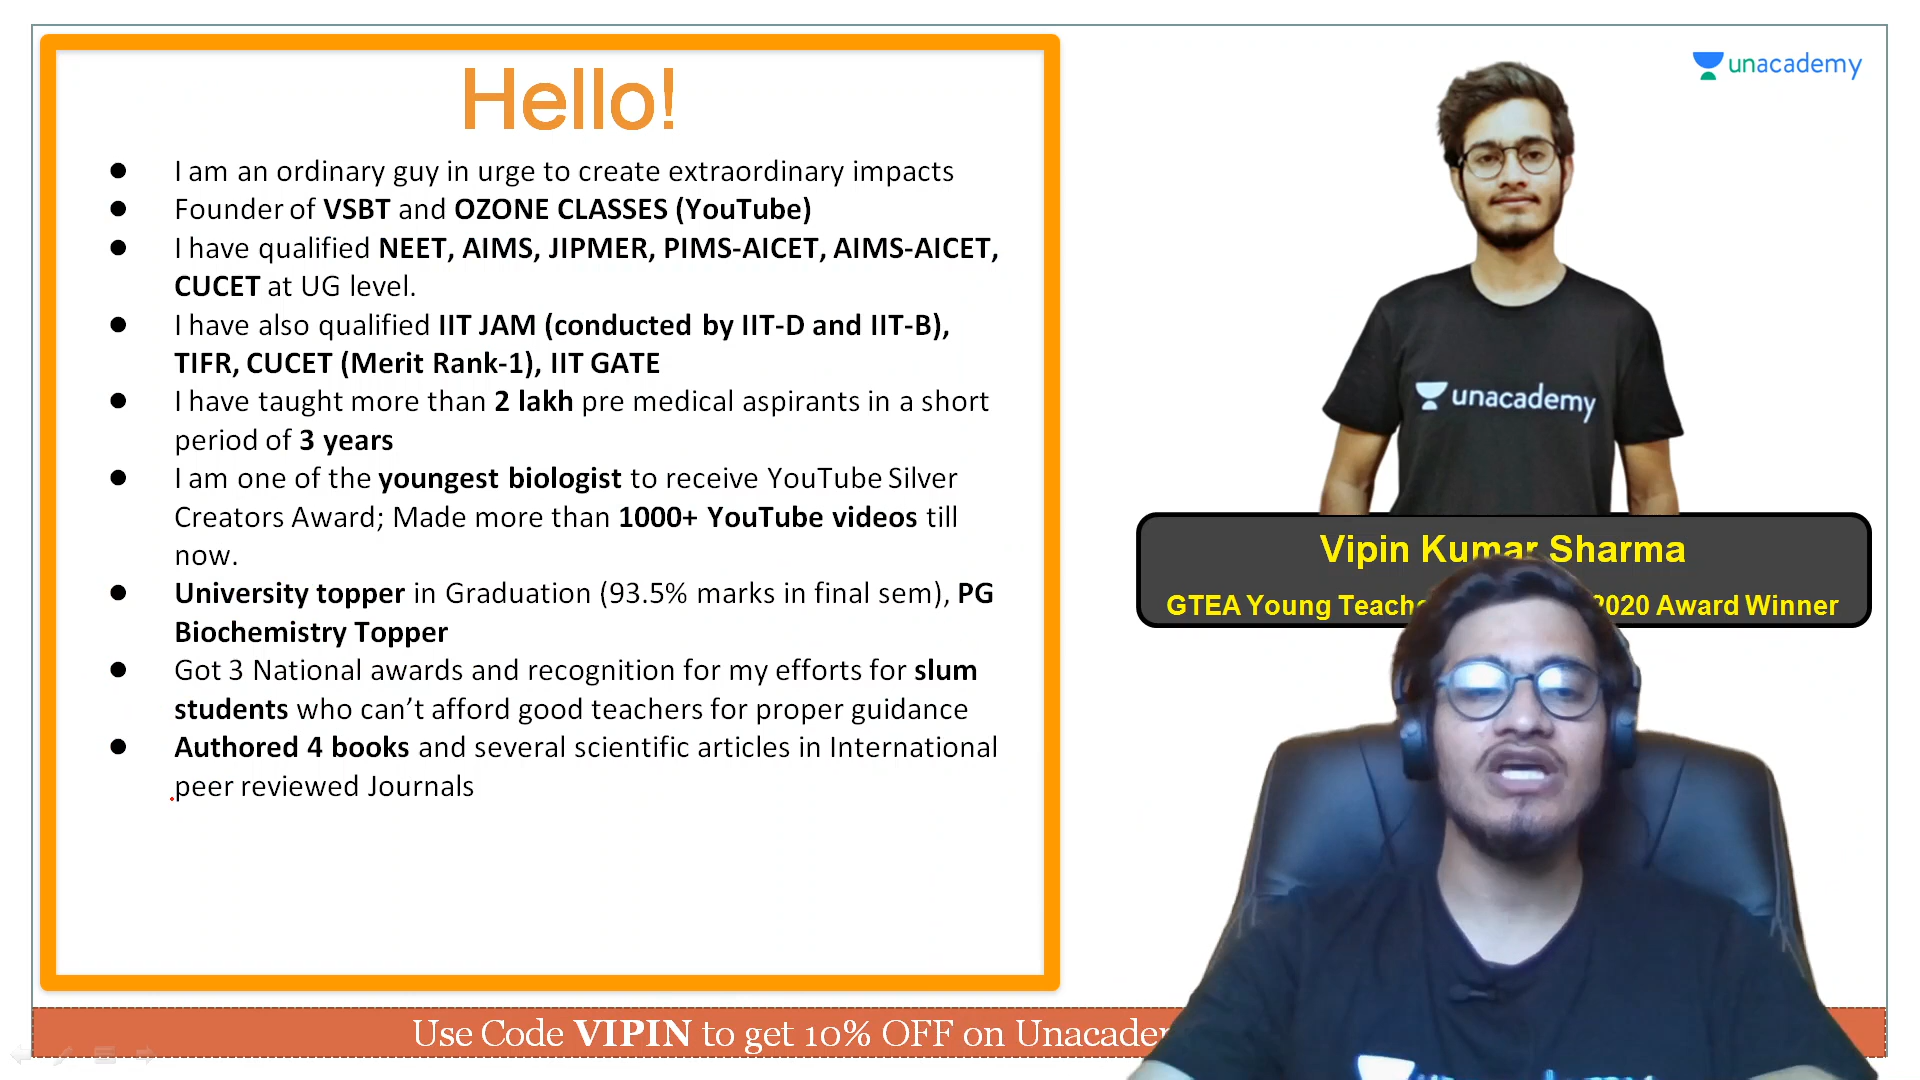 Hello!
● I am an ordinary guy in urge to create extraordinary impacts
● Founder of VSBT and OZONE CLASSES (YouTube)
● I have qualified NEET, AIMS, JIPMER, PIMS-AICET, AIMS-AICET,
CUCET at UG level.
● I have also qualified IIT JAM (conducted by IIT-D and IIT-B),
TIFR, CUCET (Merit Rank-1), IIT GATE
● I have taught more than 2 lakh pre medical aspirants in a short
period of 3 years
● I am one of the youngest biologist to receive YouTube Silver
Creators Award; Made more than 1000+ YouTube videos till
now.
● University topper in Graduation (93.5% marks in final sem), PG
Biochemistry Topper
● Got 3 National awards and recognition for my efforts for slum
students who can't afford good teachers for proper guidance
● Authored 4 books and several scientific articles in International
peer reviewed Journals
unacademy
unacademy
Vipin Kumar Sharma
GTEA Young 2020 Award Winner
Use Code VIPIN to get 10% OFF on